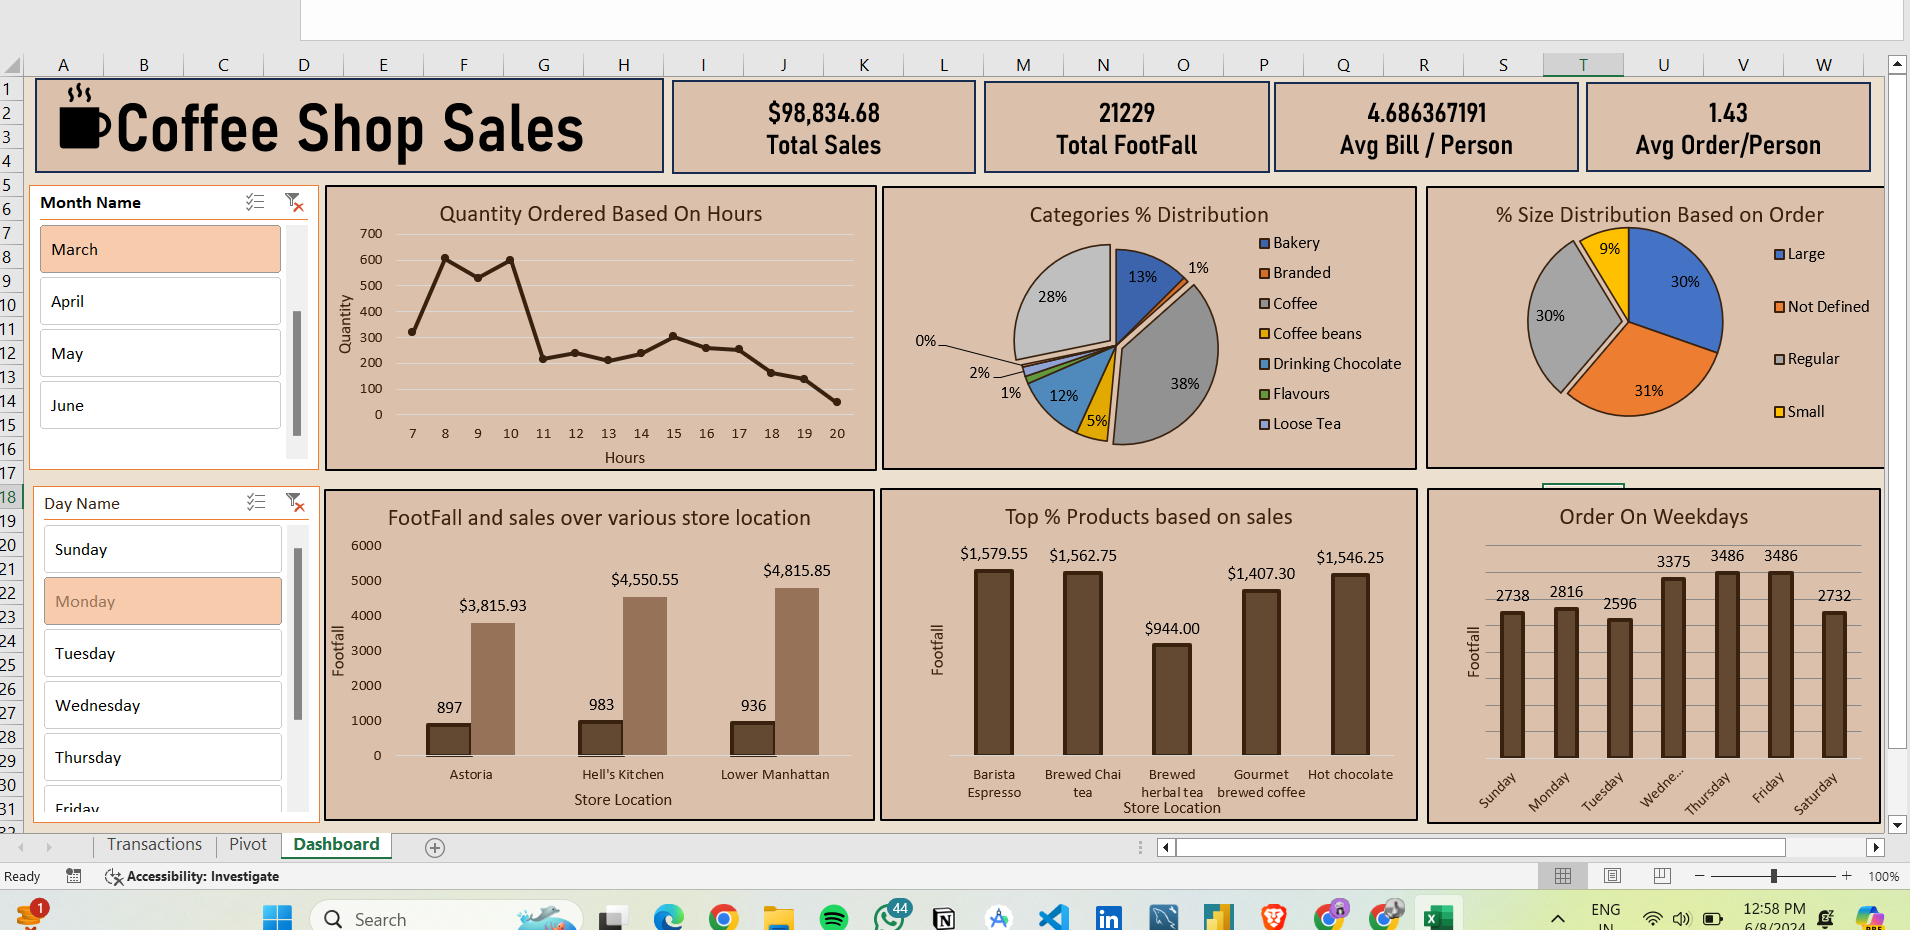 A B C D E F G H I J K L M N O P Q R S T U V W
1
2
3
4
5
6
7
8
9
10
11
12
13
14
15
16
17
18
19
20
21
22
23
24
25
26
27
28
29
30
31
32
Coffee Shop Sales
$98,834.68
Total Sales
21229
Total FootFall
4.686367191
Avg Bill / Person
1.43
Avg Order/Person
Month Name
March
April
May
June
Quantity Ordered Based On Hours
Quantity
700
600
500
400
300
200
100
0
7 8 9 10 11 12 13 14 15 16 17 18 19 20
Hours
Categories % Distribution
13%
1%
38%
5%
12%
1%
2%
0%
28%
Bakery
Branded
Coffee
Coffee beans
Drinking Chocolate
Flavours
Loose Tea
% Size Distribution Based on Order
9%
30%
30%
31%
Large
Not Defined
Regular
Small
Day Name
Sunday
Monday
Tuesday
Wednesday
Thursday
Friday
FootFall and sales over various store location
Footfall
6000
5000
4000
3000
2000
1000
0
897
$3,815.93
983
$4,550.55
936
$4,815.85
Astoria Hell's Kitchen Lower Manhattan
Store Location
Top % Products based on sales
Footfall
$1,579.55 $1,562.75 $944.00 $1,407.30 $1,546.25
Barista Brewed Chai Brewed Gourmet Hot chocolate
Espresso tea herbal tea brewed coffee
Store Location
Order On Weekdays
Footfall
2738 2816 2596 3375 3486 3486 2732
Sunday Monday Tuesday Wedne... Thursday Friday Saturday
Transactions Pivot Dashboard
Ready Accessibility: Investigate 100%
1
Search
44
ENG
IN
12:58 PM
6/8/2024